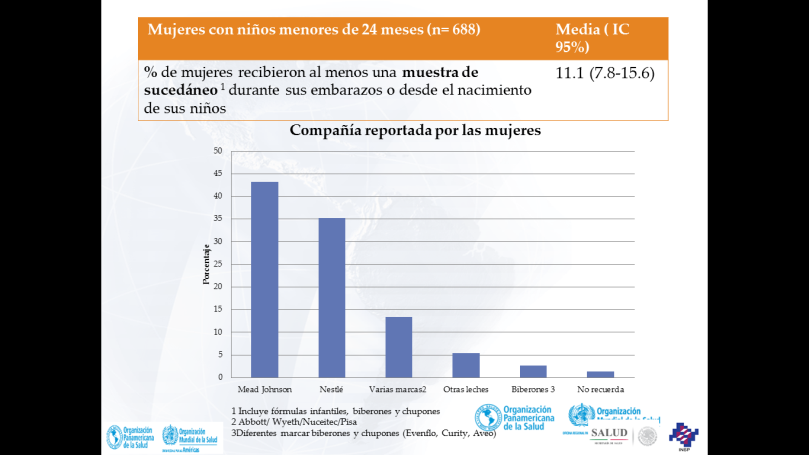 Mujeres con niños menores de 24 meses (n= 688)
Media ( IC
95%)
% de mujeres recibieron al menos una muestra de
sucedáneo 1 durante sus embarazos o desde el nacimiento
de sus niños
11.1 (7.8-15.6)
Compañía reportada por las mujeres
Porcentaje
50
45
40
35
30
25
20
15
10
5
0
Mead Johnson
Nestlé
Varias marcas2
Otras leches
Biberones 3
No recuerda
1 Incluye fórmulas infantiles, biberones y chupones
2 Abbott/ Wyeth/Nuceitec/Pisa
3Diferentes marcar biberones y chupones (Evenflo, Curity, Aveo)
Organización
Panamericana
de la Salud
Organización
Mundial de la Salud
Organización
Panamericana
de la Salud
Organización
Mundial de la Salud
SALUD
INSP